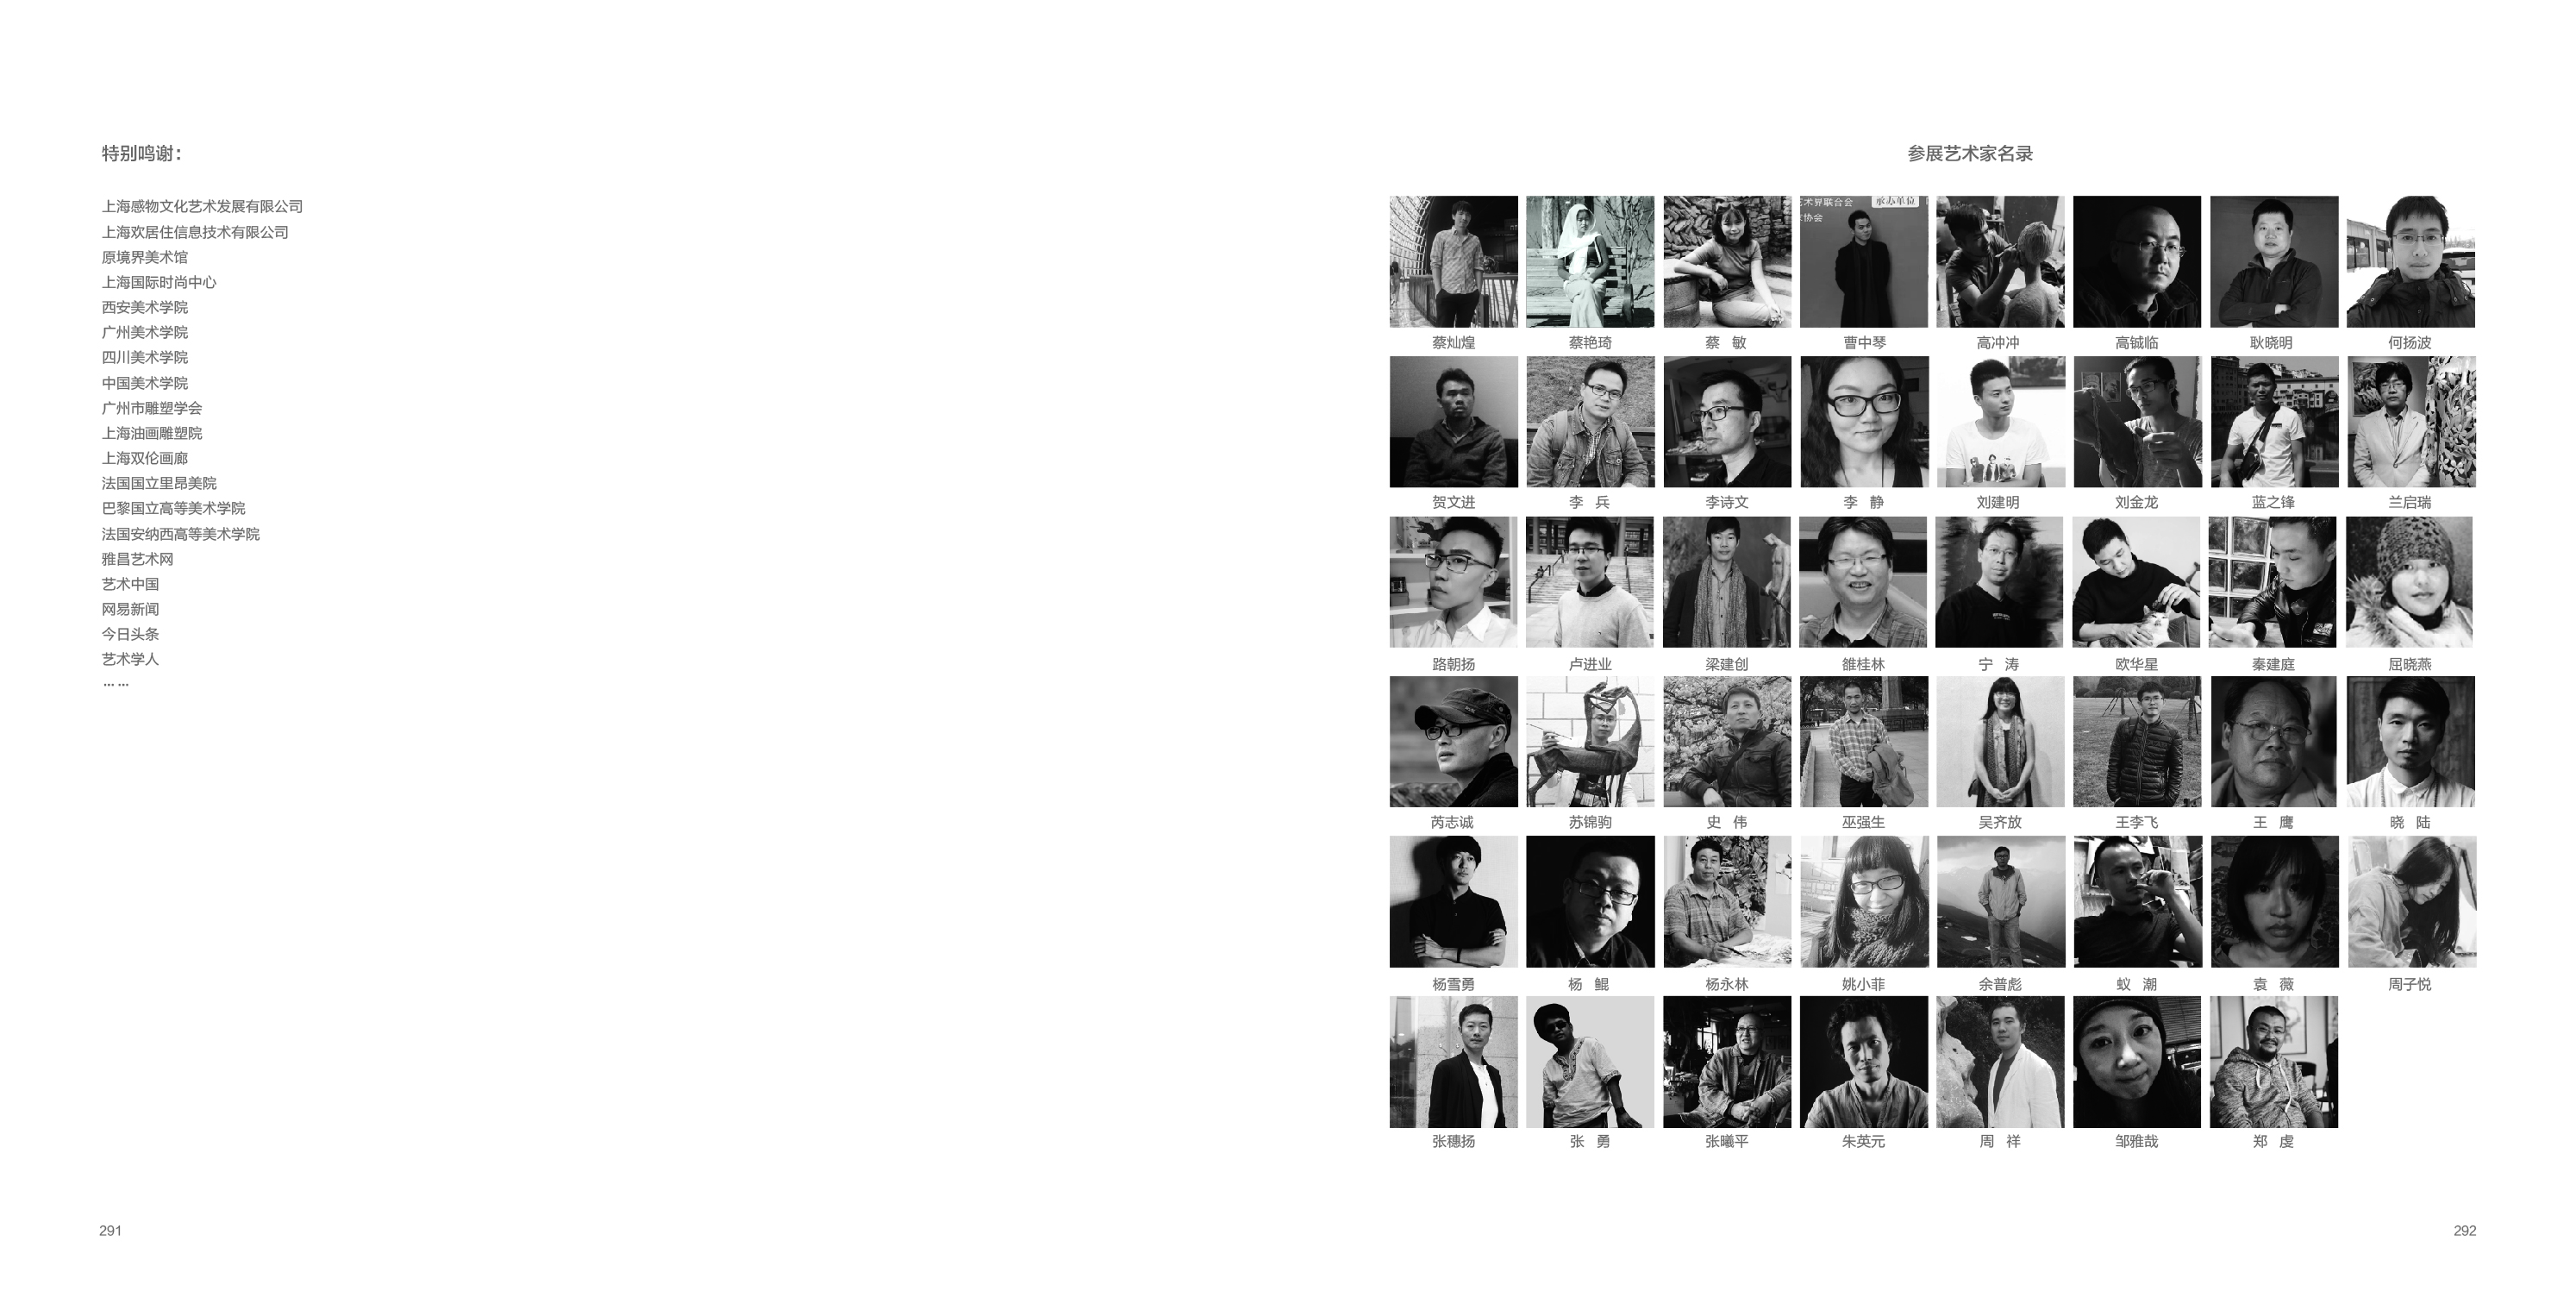 特别鸣谢：
上海感物文化艺术发展有限公司
上海欢居住信息技术有限公司
原境界美术馆
上海国际时尚中心
西安美术学院
广州美术学院
四川美术学院
中国美术学院
广州市雕塑学会
上海油画雕塑院
上海双伦画廊
法国国立里昂美院
巴黎国立高等美术学院
法国安纳西高等美术学院
雅昌艺术网
艺术中国
网易新闻
今日头条
艺术学人
... ...
291
参展艺术家名录
艺术界联合会 承办单位
协会
蔡灿煌 蔡艳琦 蔡 敏 曹中琴 高冲冲 高铖临 耿晓明 何扬波
贺文进 李 兵 李诗文 李 静 刘建明 刘金龙 蓝之锋 兰启瑞
路朝扬 卢进业 梁建创 雒桂林 宁 涛 欧华星 秦建庭 屈晓燕
芮志诚 苏锦驹 史 伟 巫强生 吴齐放 王李飞 王 鹰 晓 陆
杨雪勇 杨 鲲 杨永林 姚小菲 余普彪 蚁 潮 袁 薇 周子悦
张穗扬 张 勇 张曦平 朱英元 周 祥 邹雅哉 郑 虔
292